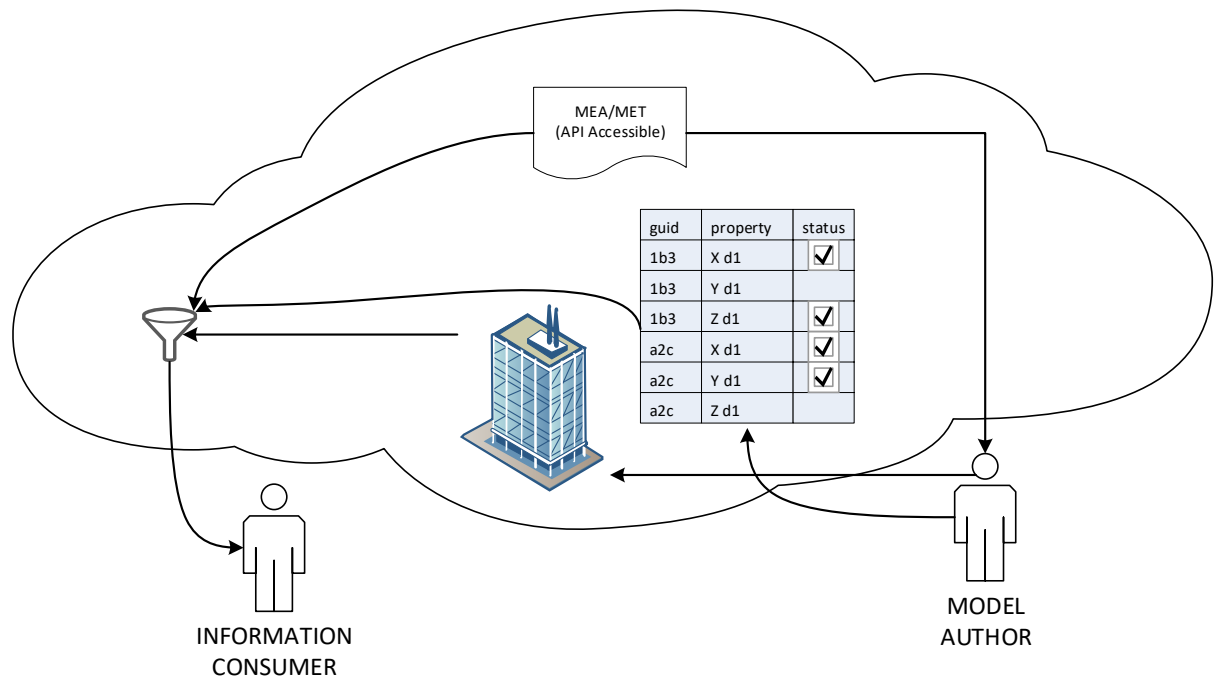 MEA/MET
(API Accessible)
guid property status
1b3 X d1
1b3 Y d1
1b3 Z d1
a2c X d1
a2c Y d1
a2c Z d1
INFORMATION
CONSUMER
MODEL
AUTHOR